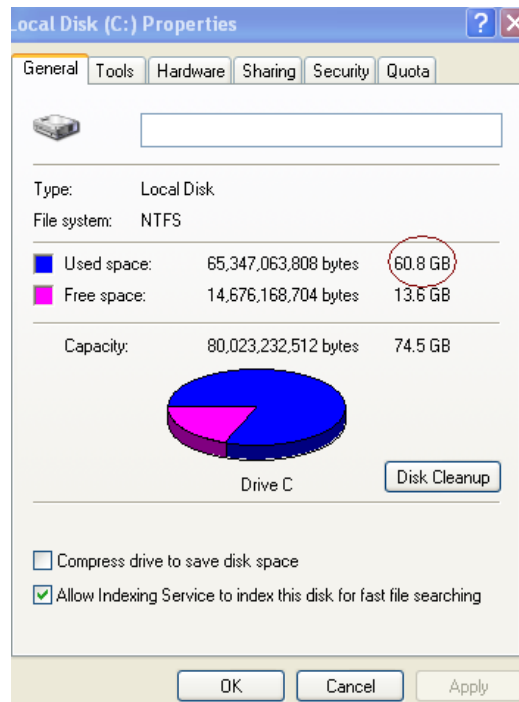 Local Disk (C:) Properties
General Tools Hardware Sharing Security Quota
Type: Local Disk
File system: NTFS
Used space: 65,347,063,808 bytes 60.8 GB
Free space: 14,676,168,704 bytes 13.6 GB
Capacity: 80,023,232,512 bytes 74.5 GB
Drive C
Disk Cleanup
Compress drive to save disk space
Allow Indexing Service to index this disk for fast file searching
OK Cancel Apply